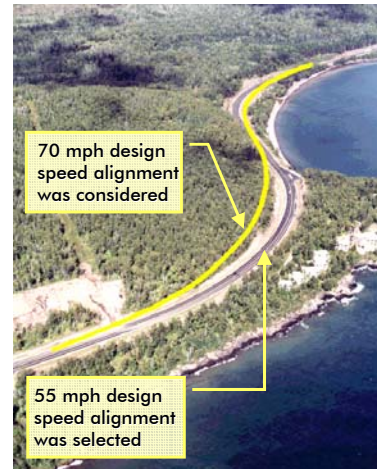 70 mph design
speed alignment
was considered
55 mph design
speed alignment
was selected